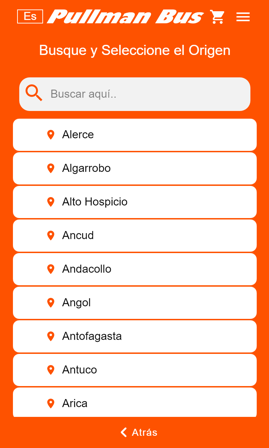 Es Pullman Bus
Busque y Seleccione el Origen
Buscar aquí..
Alerce
Algarrobo
Alto Hospicio
Ancud
Andacollo
Angol
Antofagasta
Antuco
Arica
Atrás